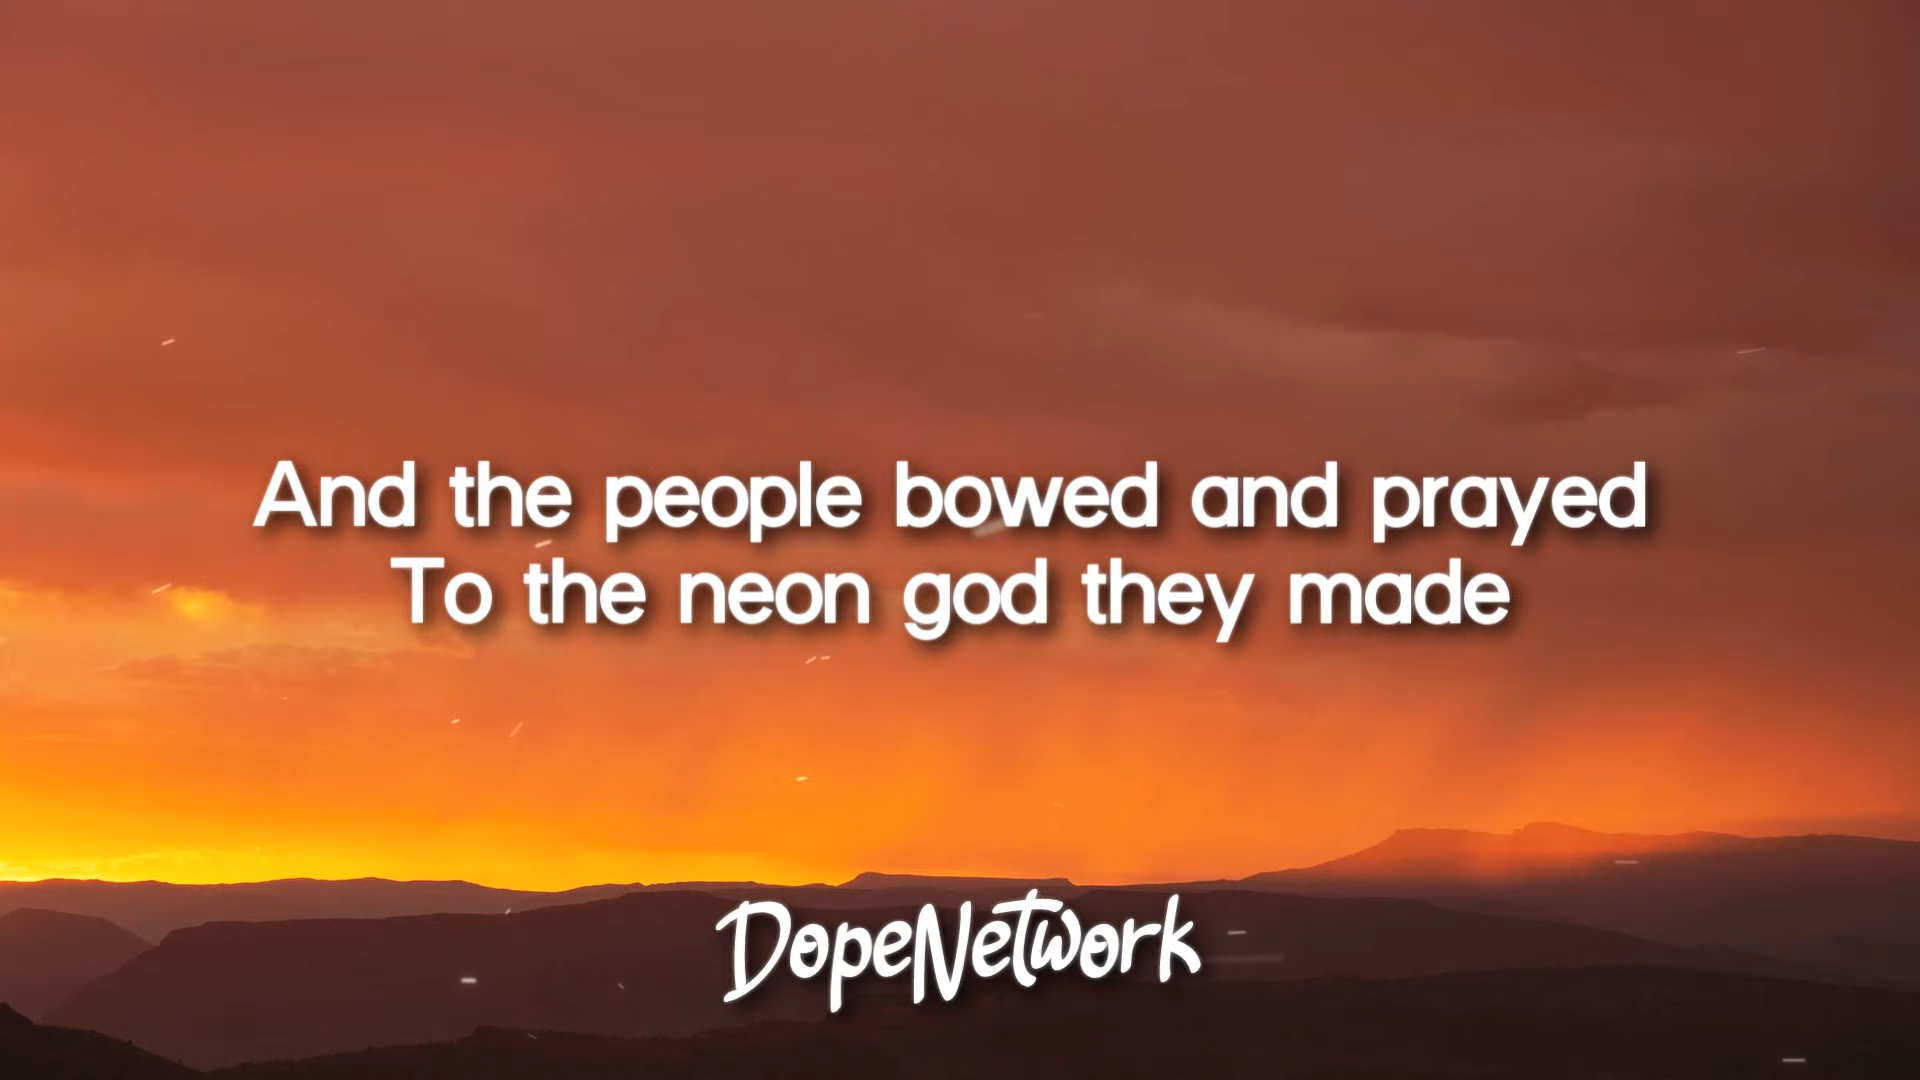 And the people bowed and prayed
To the neon god they made
DopeNetwork